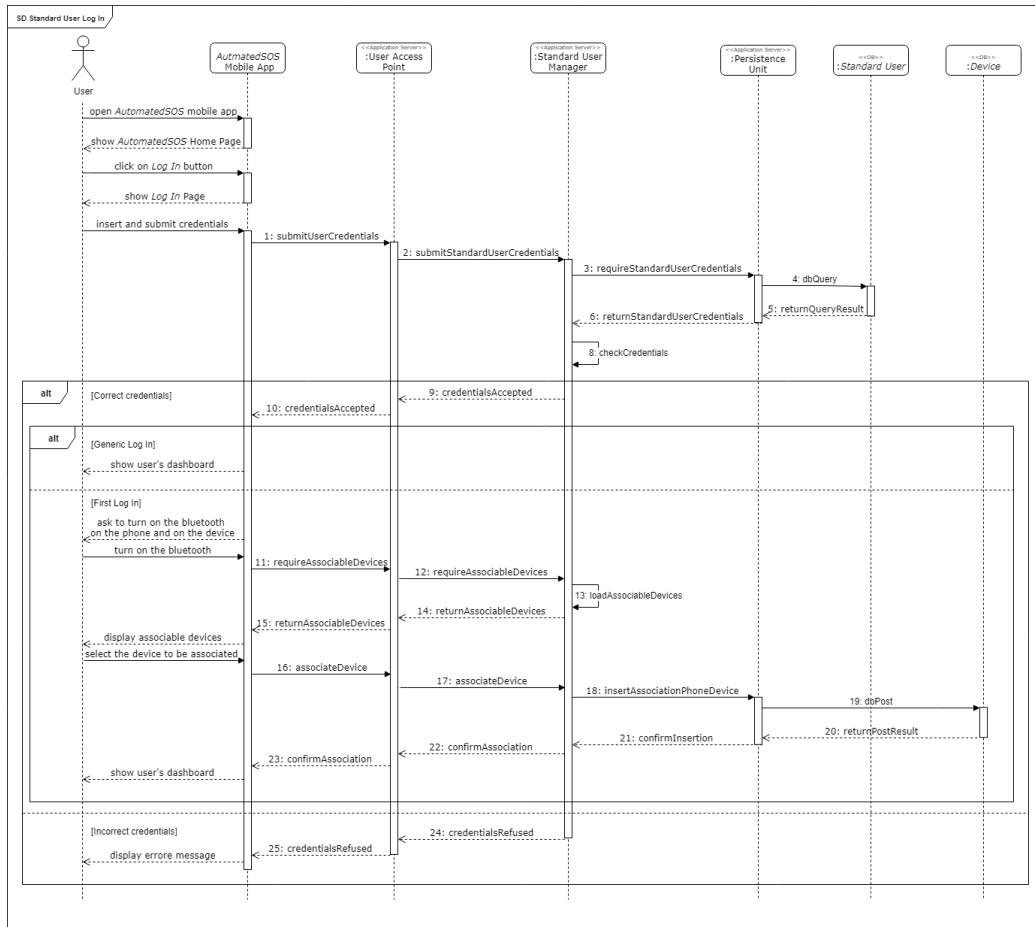 SD Standard User Log In
User
AutmatedSOS
Mobile App
<<Application Server>>
:User Access
Point
<<Application Server>>
:Standard User
Manager
<<Application Server>>
:Persistence
Unit
<<DB>>
:Standard User
<<DB>>
:Device
open AutomatedSOS mobile app
show AutomatedSOS Home Page
click on Log In button
show Log In Page
insert and submit credentials
1: submitUserCredentials
2: submitStandardUserCredentials
3: requireStandardUserCredentials
4: dbQuery
5: returnQueryResult
6: returnStandardUserCredentials
8: checkCredentials
alt
[Correct credentials]
9: credentialsAccepted
10: credentialsAccepted
alt
[Generic Log In]
show user's dashboard
[First Log In]
ask to turn on the bluetooth
on the phone and on the device
turn on the bluetooth
11: requireAssociableDevices
12: requireAssociableDevices
13: loadAssociableDevices
14: returnAssociableDevices
15: returnAssociableDevices
display associable devices
select the device to be associated
16: associateDevice
17: associateDevice
18: insertAssociationPhoneDevice
19: dbPost
20: returnPostResult
21: confirmInsertion
22: confirmAssociation
23: confirmAssociation
show user's dashboard
[Incorrect credentials]
24: credentialsRefused
25: credentialsRefused
display errore message